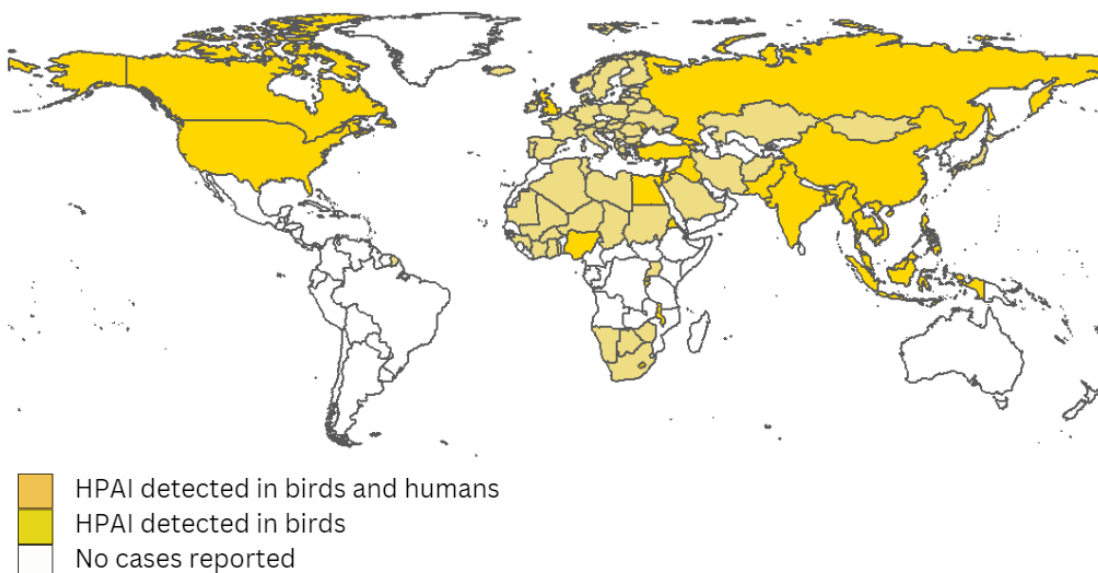 HPAI detected in birds and humans
HPAI detected in birds
No cases reported